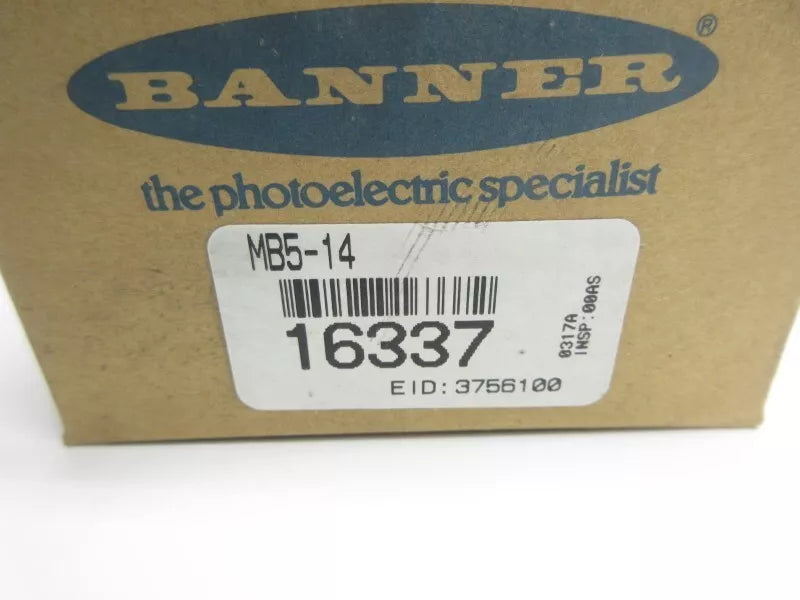 BANNER®
the photoelectric specialist
MB5-14
16337
EID: 3756100
0317A
INSP:00AS